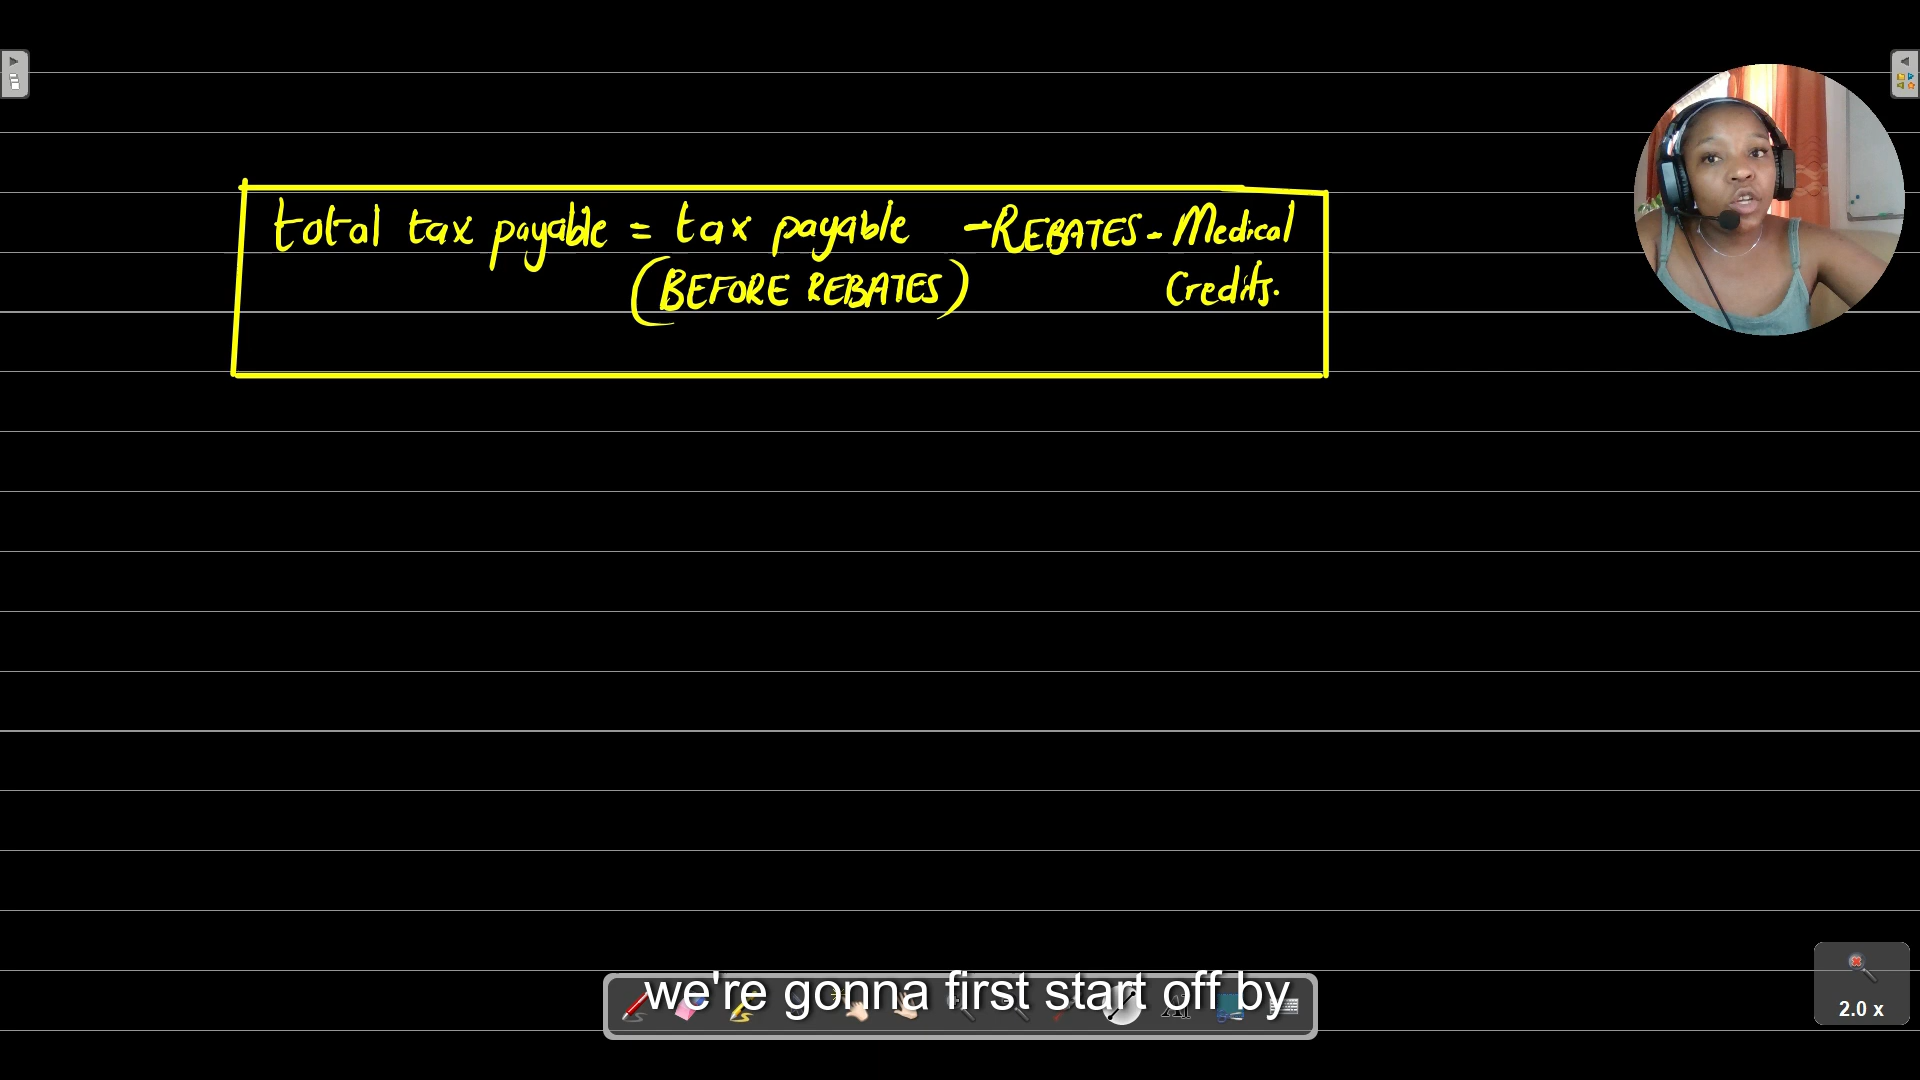 total tax payable = tax payable -REBATES - Medical
(BEFORE REBATES) Credits.
we're gonna first start off by
2.0 x